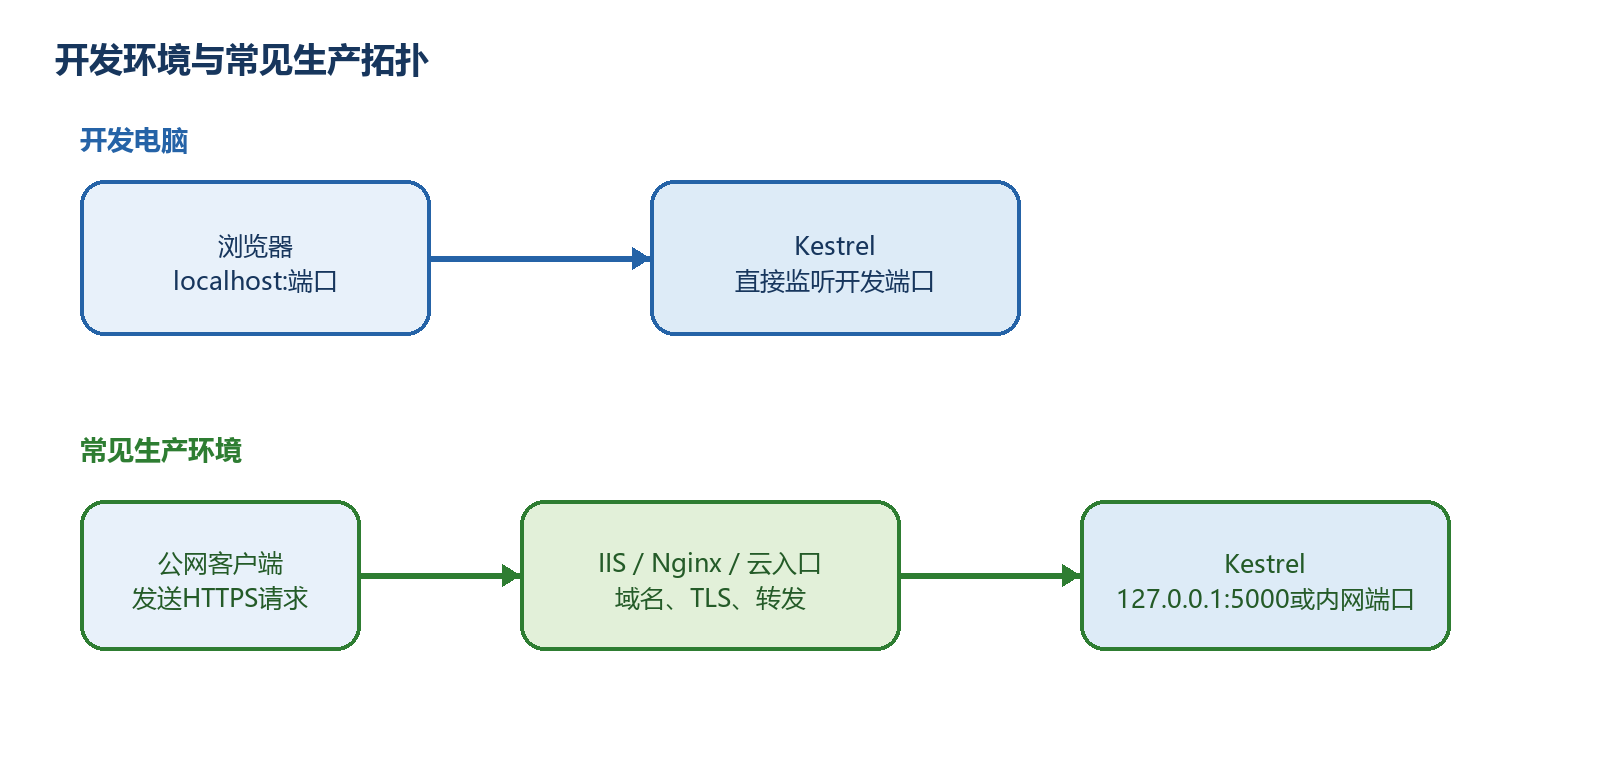 开发环境与常见生产拓扑
开发电脑
浏览器
localhost:端口
Kestrel
直接监听开发端口
常见生产环境
公网客户端
发送HTTPS请求
IIS / Nginx / 云入口
域名、TLS、转发
Kestrel
127.0.0.1:5000或内网端口